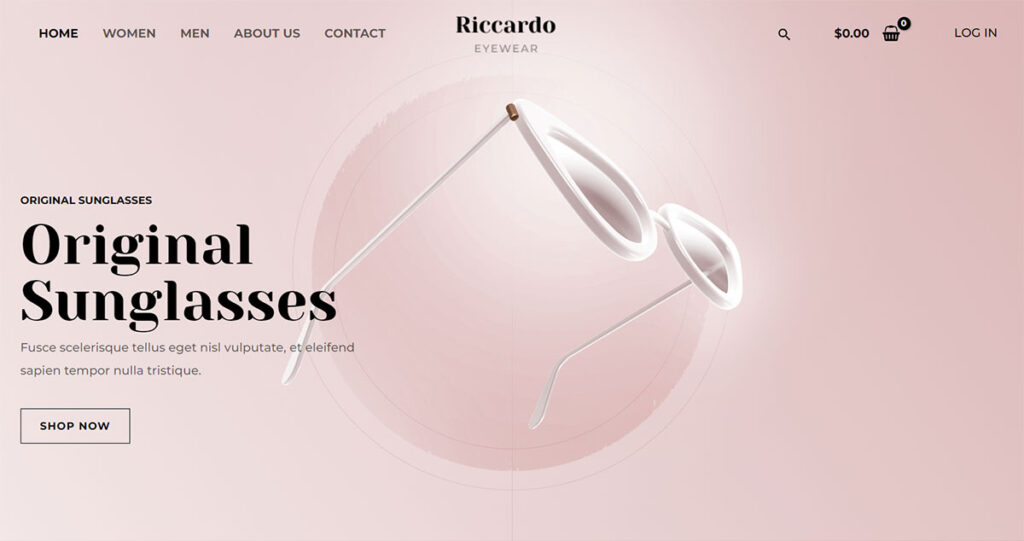 HOME WOMEN MEN ABOUT US CONTACT
Riccardo
EYEWEAR
$0.00
0
LOG IN
ORIGINAL SUNGLASSES
Original
Sunglasses
Fusce scelerisque tellus eget nisl vulputate, et eleifend
sapien tempor nulla tristique.
SHOP NOW